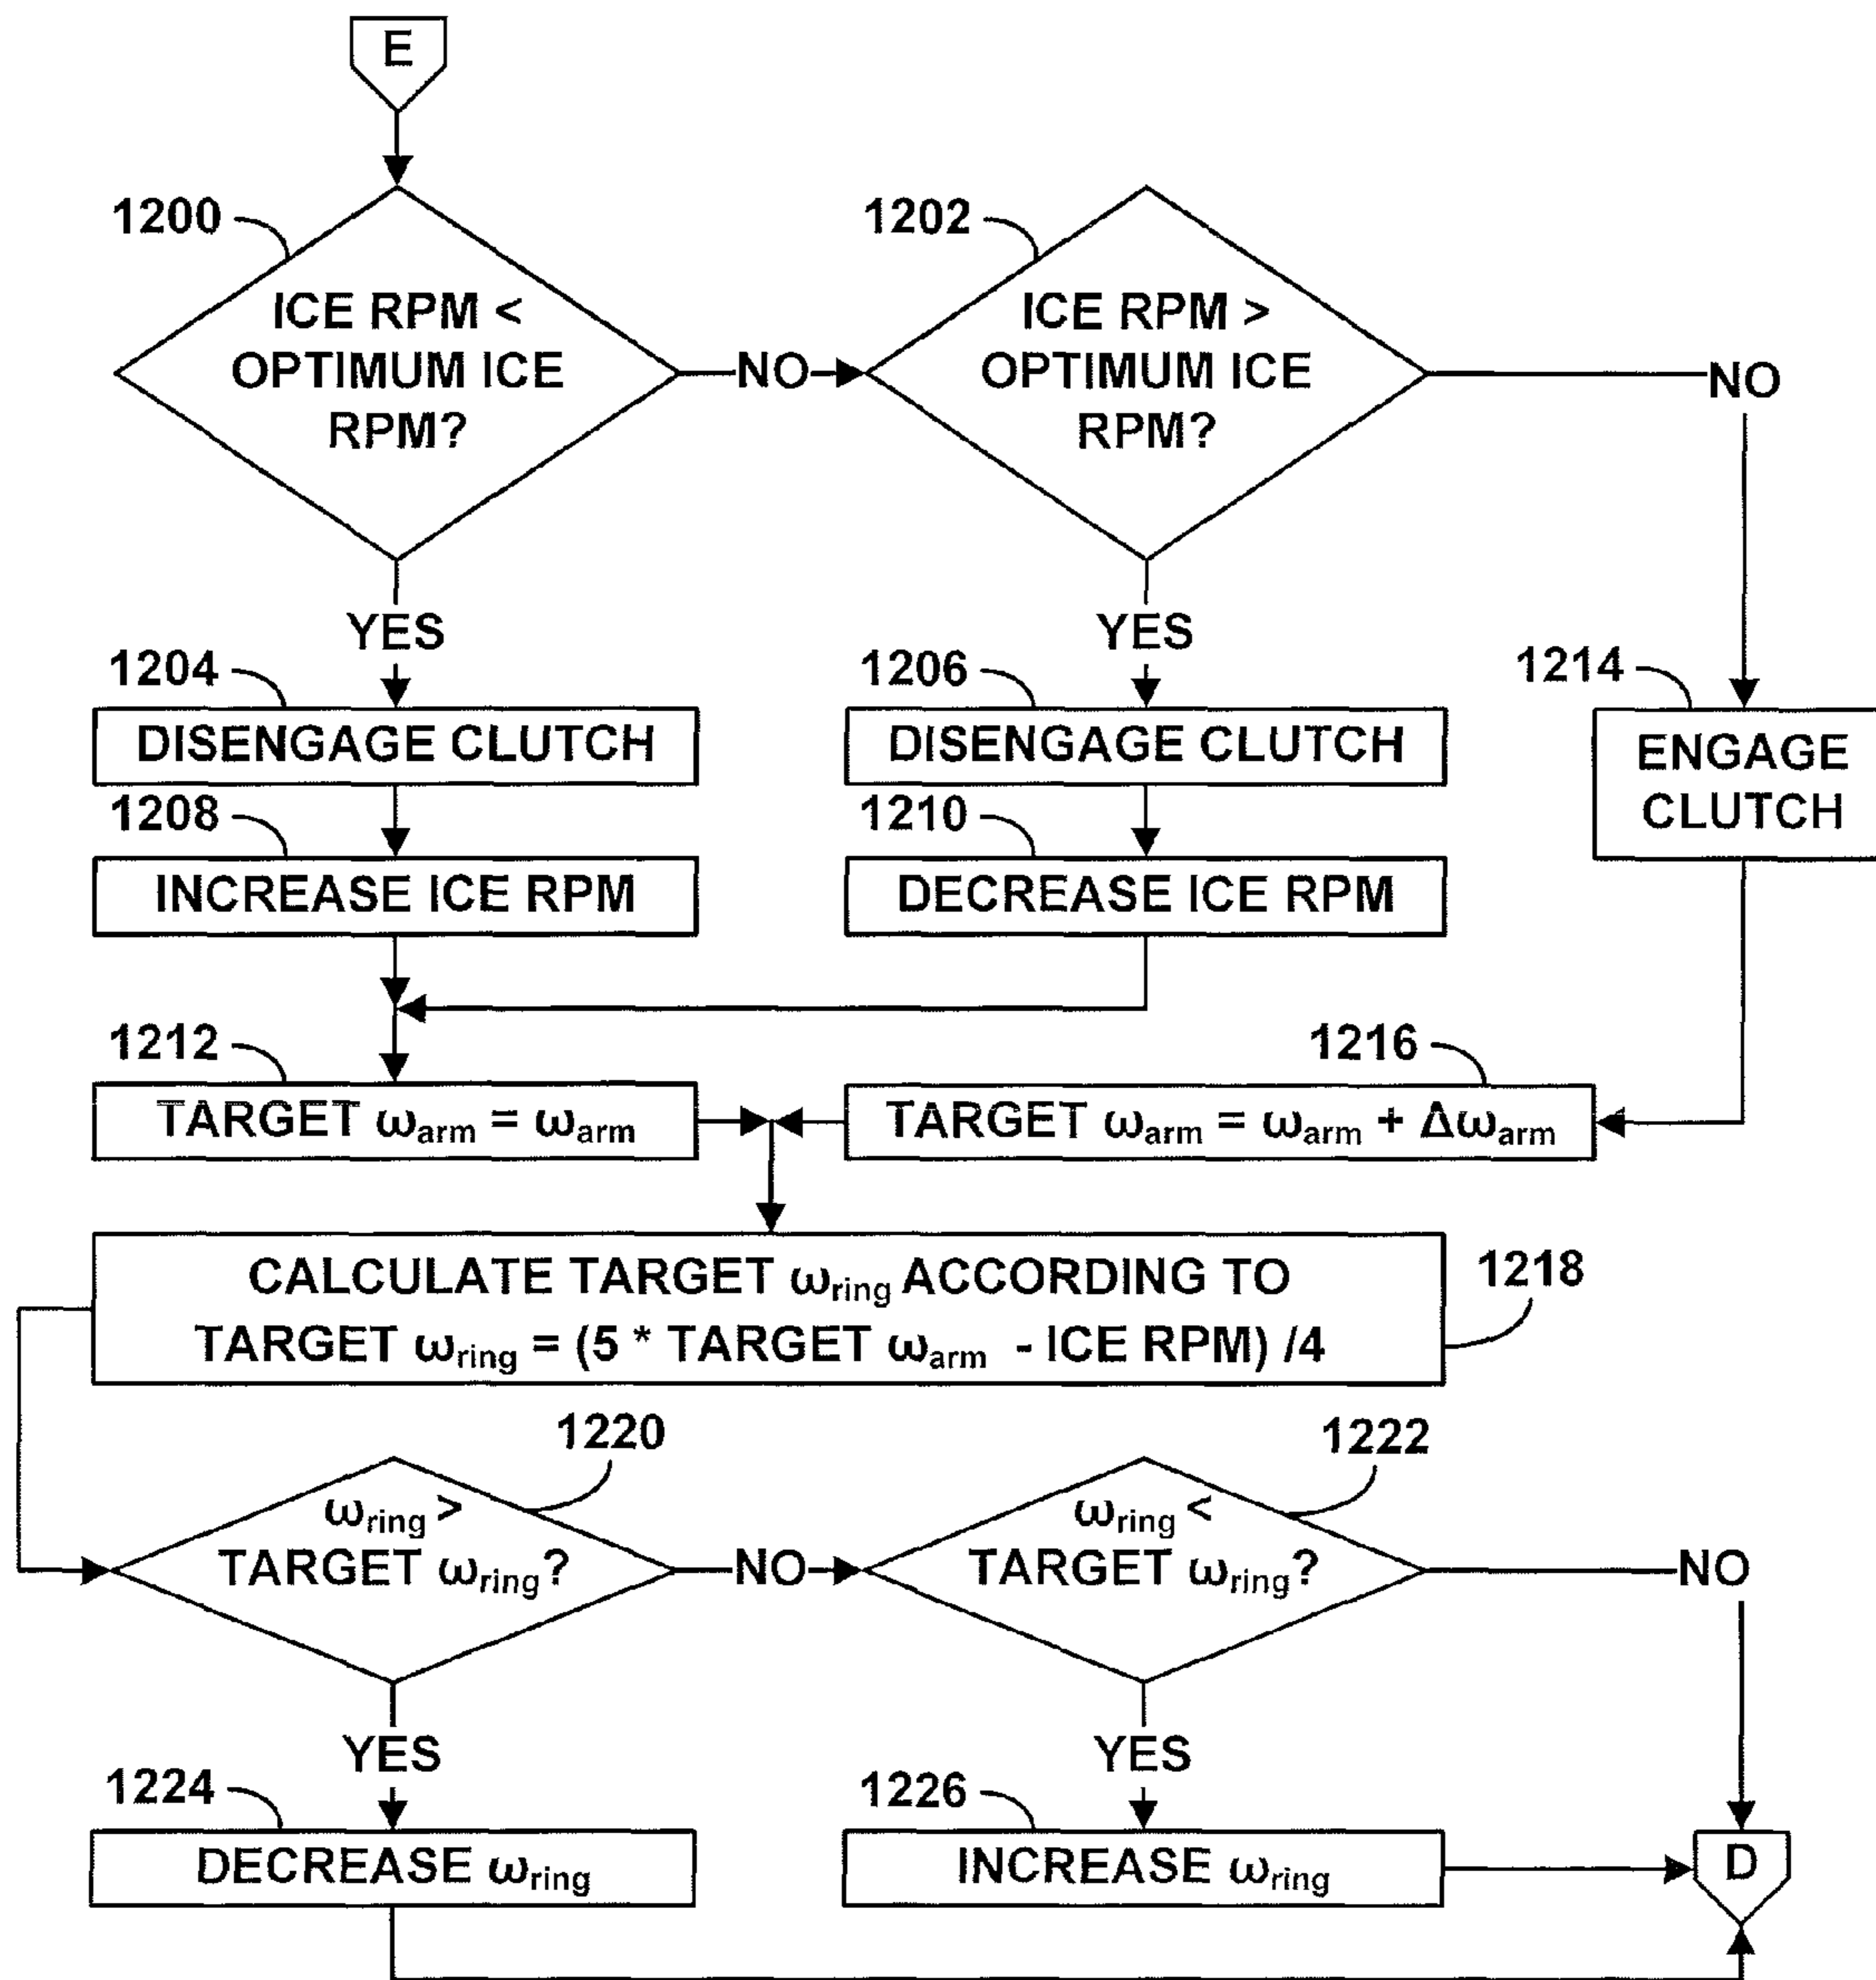 E
1200
1202
ICE RPM <
OPTIMUM ICE
RPM?
NO
ICE RPM >
OPTIMUM ICE
RPM?
NO
YES
YES
1204
1206
1214
DISENGAGE CLUTCH
DISENGAGE CLUTCH
ENGAGE
CLUTCH
1208
1210
INCREASE ICE RPM
DECREASE ICE RPM
1212
1216
TARGET ωarm = ωarm
TARGET ωarm = ωarm + Δωarm
CALCULATE TARGET ωring ACCORDING TO
TARGET ωring = (5 * TARGET ωarm - ICE RPM) /4
1218
1220
1222
ωring >
TARGET ωring?
NO
ωring <
TARGET ωring?
NO
YES
YES
1224
1226
DECREASE ωring
INCREASE ωring
D